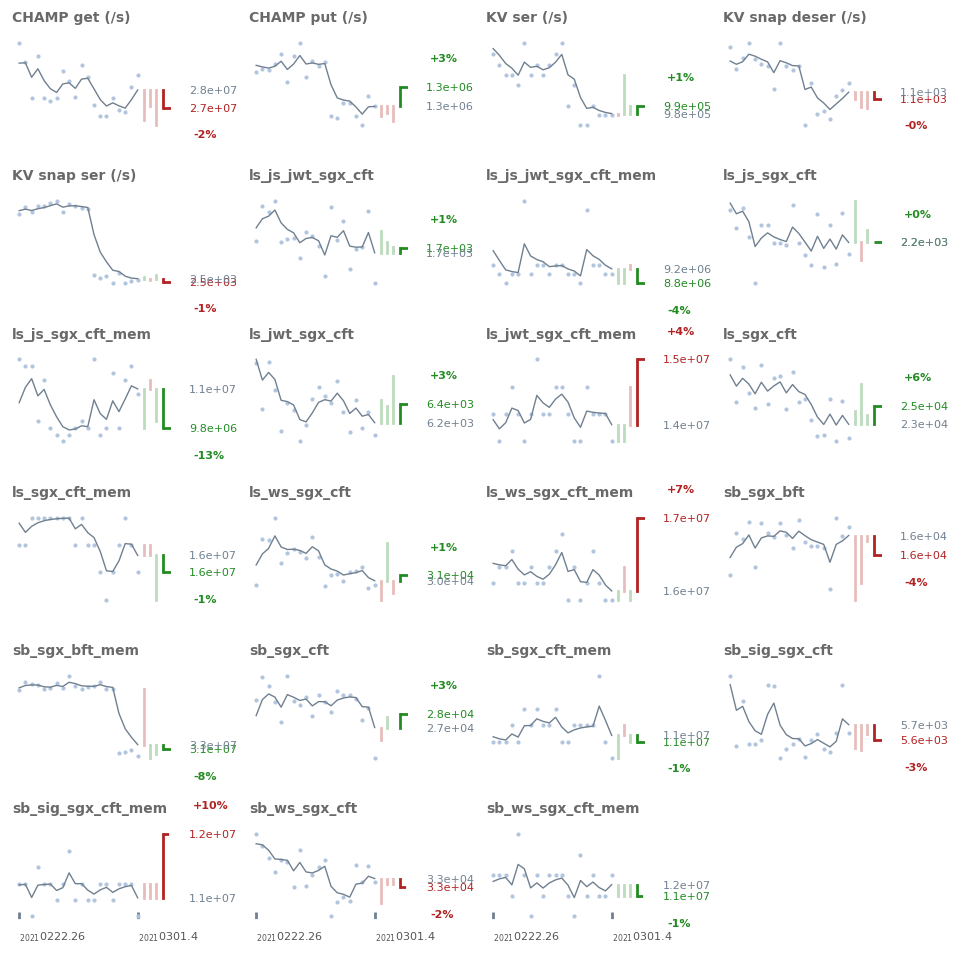 CHAMP get (/s)
2.8e+07
2.7e+07
-2%
CHAMP put (/s)
+3%
1.3e+06
1.3e+06
KV ser (/s)
+1%
9.9e+05
9.8e+05
KV snap deser (/s)
1.1e+03
1.1e+03
-0%
KV snap ser (/s)
2.5e+03
2.5e+03
-1%
ls_js_jwt_sgx_cft
+1%
1.7e+03
1.7e+03
ls_js_jwt_sgx_cft_mem
9.2e+06
8.8e+06
-4%
ls_js_sgx_cft
+0%
2.2e+03
ls_js_sgx_cft_mem
1.1e+07
9.8e+06
-13%
ls_jwt_sgx_cft
+3%
6.4e+03
6.2e+03
ls_jwt_sgx_cft_mem
+4%
1.5e+07
1.4e+07
ls_sgx_cft
+6%
2.5e+04
2.3e+04
ls_sgx_cft_mem
1.6e+07
1.6e+07
-1%
ls_ws_sgx_cft
+1%
3.1e+04
3.0e+04
ls_ws_sgx_cft_mem
+7%
1.7e+07
1.6e+07
sb_sgx_bft
1.6e+04
1.6e+04
-4%
sb_sgx_bft_mem
3.1e+07
-8%
sb_sgx_cft
+3%
2.8e+04
2.7e+04
sb_sgx_cft_mem
1.1e+07
1.1e+07
-1%
sb_sig_sgx_cft
5.7e+03
5.6e+03
-3%
sb_sig_sgx_cft_mem
+10%
1.2e+07
1.1e+07
2021 0222.26
2021 0301.4
sb_ws_sgx_cft
3.3e+04
3.3e+04
-2%
2021 0222.26
2021 0301.4
sb_ws_sgx_cft_mem
1.2e+07
1.1e+07
-1%
2021 0222.26
2021 0301.4